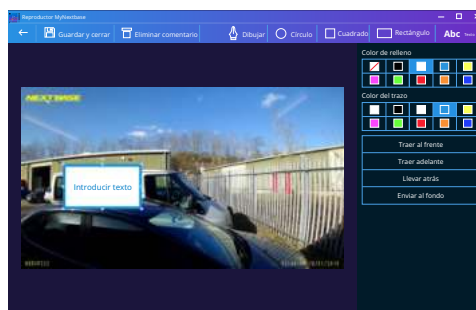 Reproductor MyNextbase
Guardar y cerrar
Eliminar comentario
Dibujar
Círculo
Cuadrado
Rectángulo
Abc Texto
Color de relleno
Color del trazo
Traer al frente
Traer adelante
Llevar atrás
Enviar al fondo
NEXTBASE
Introducir texto